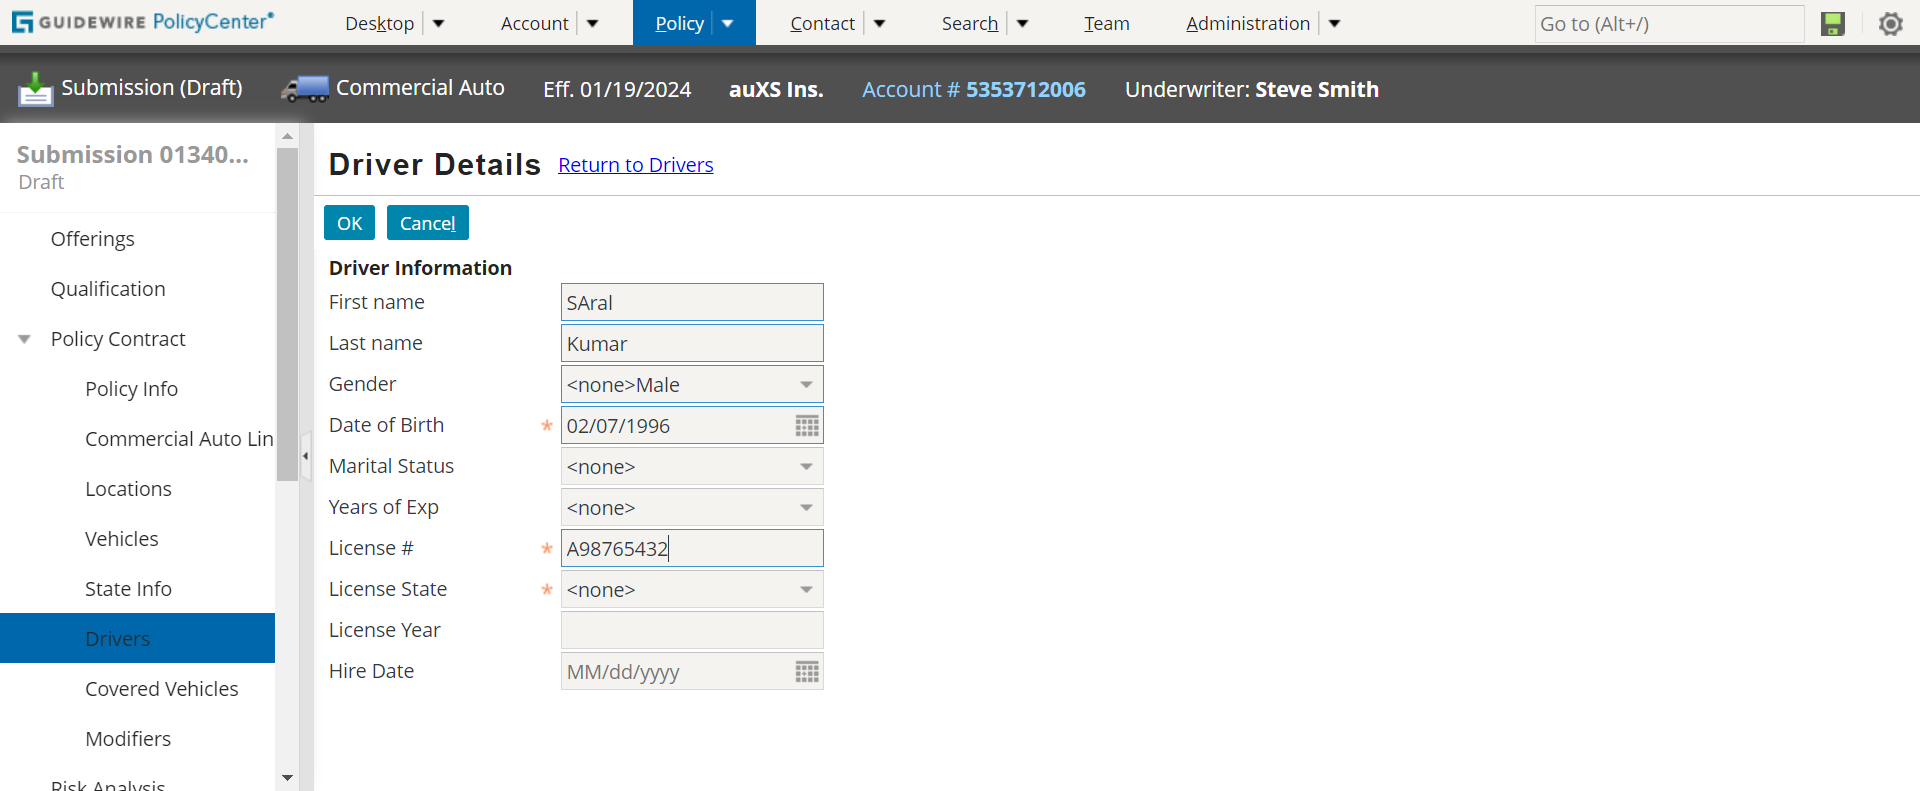 GUIDEWIRE PolicyCenter® Desktop Account Policy Contact Search Team Administration Go to (Alt+/)
Submission (Draft) Commercial Auto Eff. 01/19/2024 auXS Ins. Account # 5353712006 Underwriter: Steve Smith
Submission 01340...
Draft
Offerings
Qualification
Policy Contract
Policy Info
Commercial Auto Lin
Locations
Vehicles
State Info
Drivers
Covered Vehicles
Modifiers
Risk Analysis
Driver Details Return to Drivers
OK Cancel
Driver Information
First name SAral
Last name Kumar
Gender <none>Male
Date of Birth * 02/07/1996
Marital Status <none>
Years of Exp <none>
License # * A98765432
License State * <none>
License Year
Hire Date MM/dd/yyyy